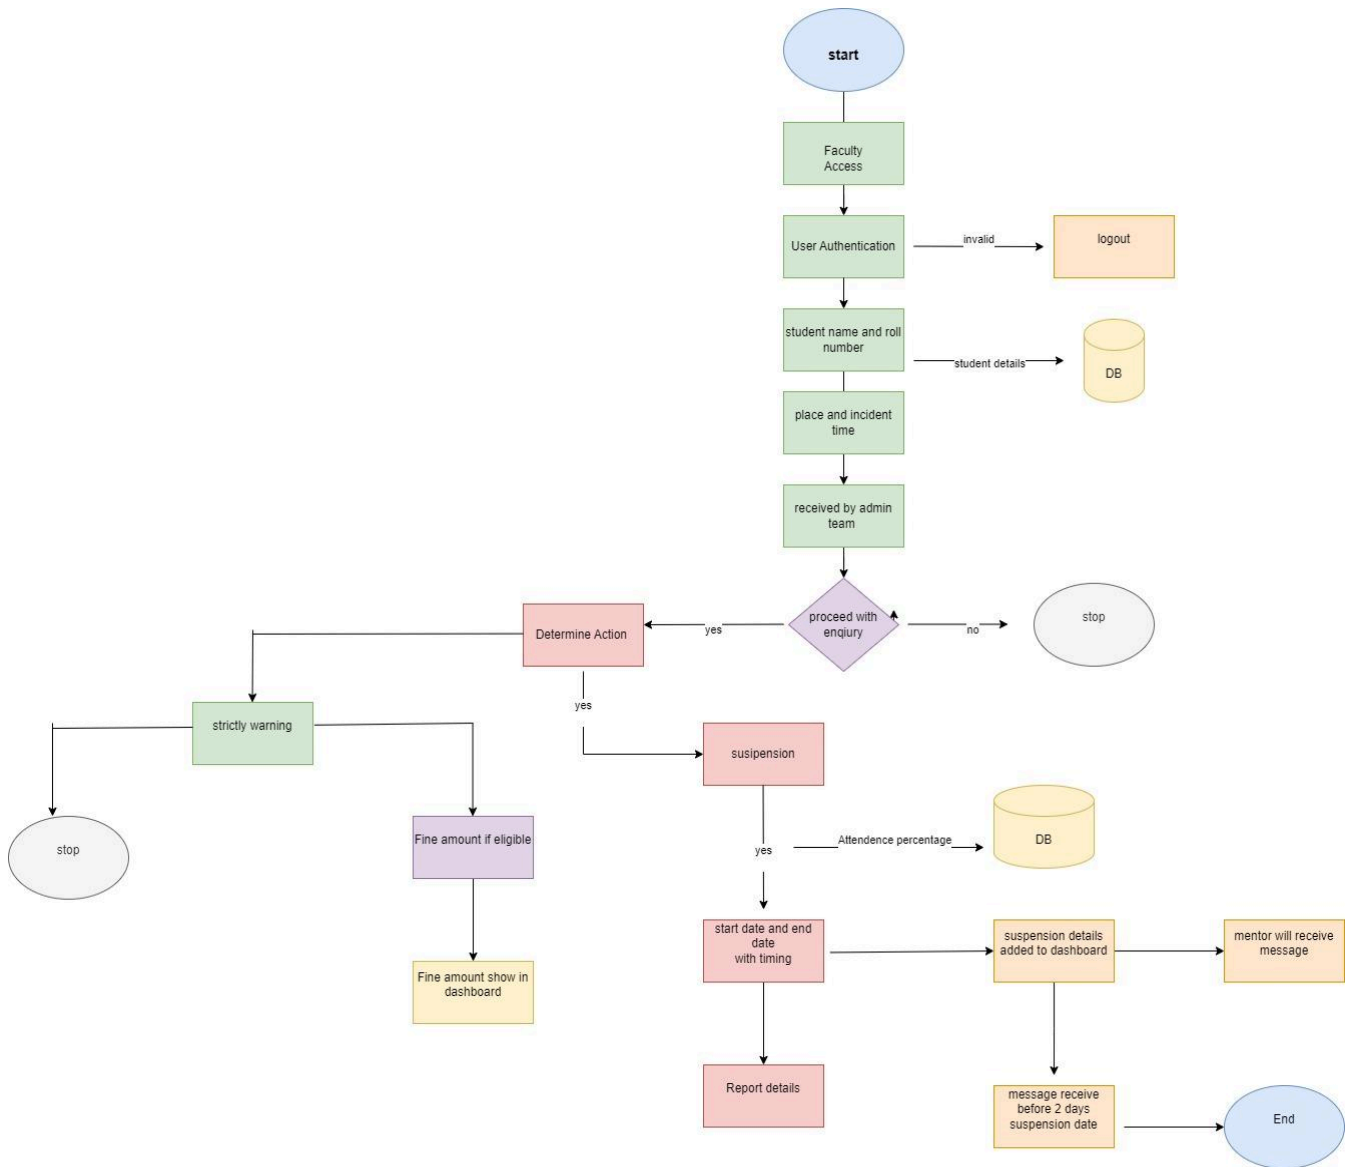 start
Faculty
Access
User Authentication
invalid
logout
student name and roll
number
student details
DB
place and incident
time
received by admin
team
proceed with
enqiury
yes
no
stop
Determine Action
yes
strictly warning
susipension
stop
Fine amount if eligible
yes
Attendence percentage
DB
Fine amount show in
dashboard
start date and end
date
with timing
suspension details
added to dashboard
mentor will receive
message
Report details
message receive
before 2 days
suspension date
End